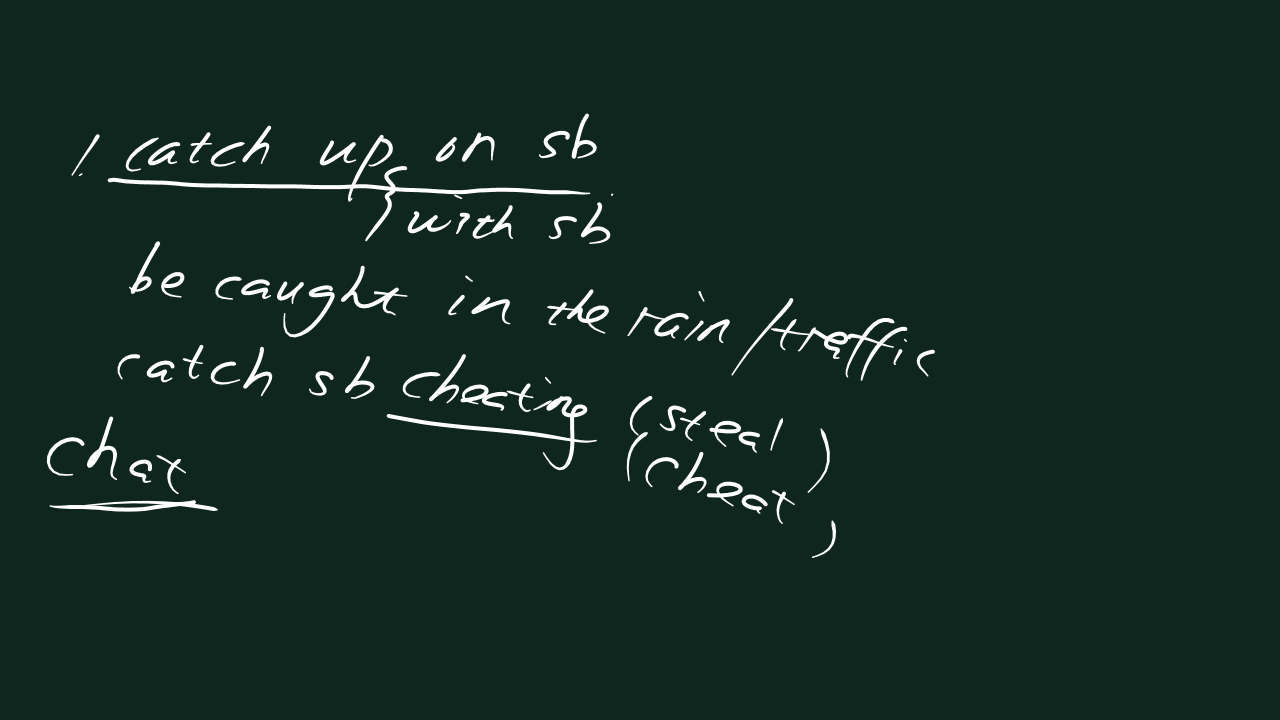 1. catch up on sb
with sb
be caught in the rain/traffic
catch sb cheating (steal)
chat (cheat)